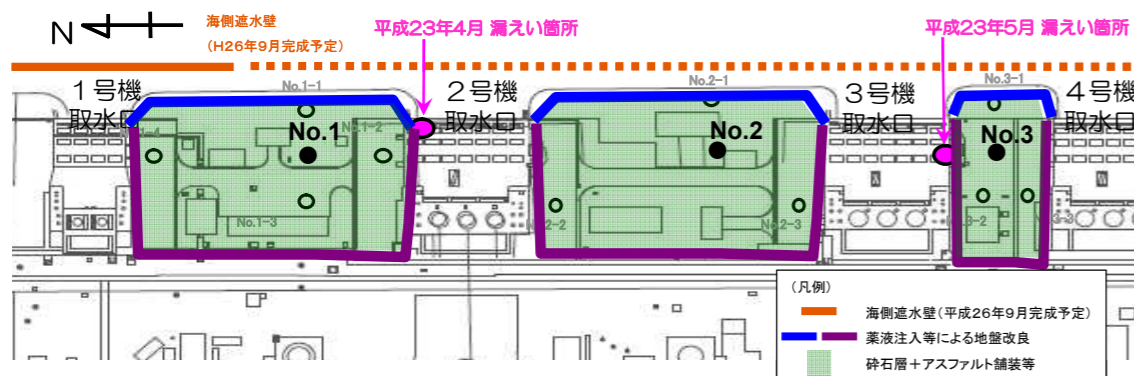 N
海側遮水壁
(H26年9月完成予定)
平成23年4月 漏えい箇所
平成23年5月 漏えい箇所
1号機
取水口
No.1-1
2号機
取水口
No.2-1
3号機
取水口
No.3-1
4号機
取水口
No.1-2
No.1
No.2
No.3
No.1-3
No.2-2
No.2-3
No.3-2
No.3-3
(凡例)
海側遮水壁(平成26年9月完成予定)
薬液注入等による地盤改良
砕石層+アスファルト舗装等